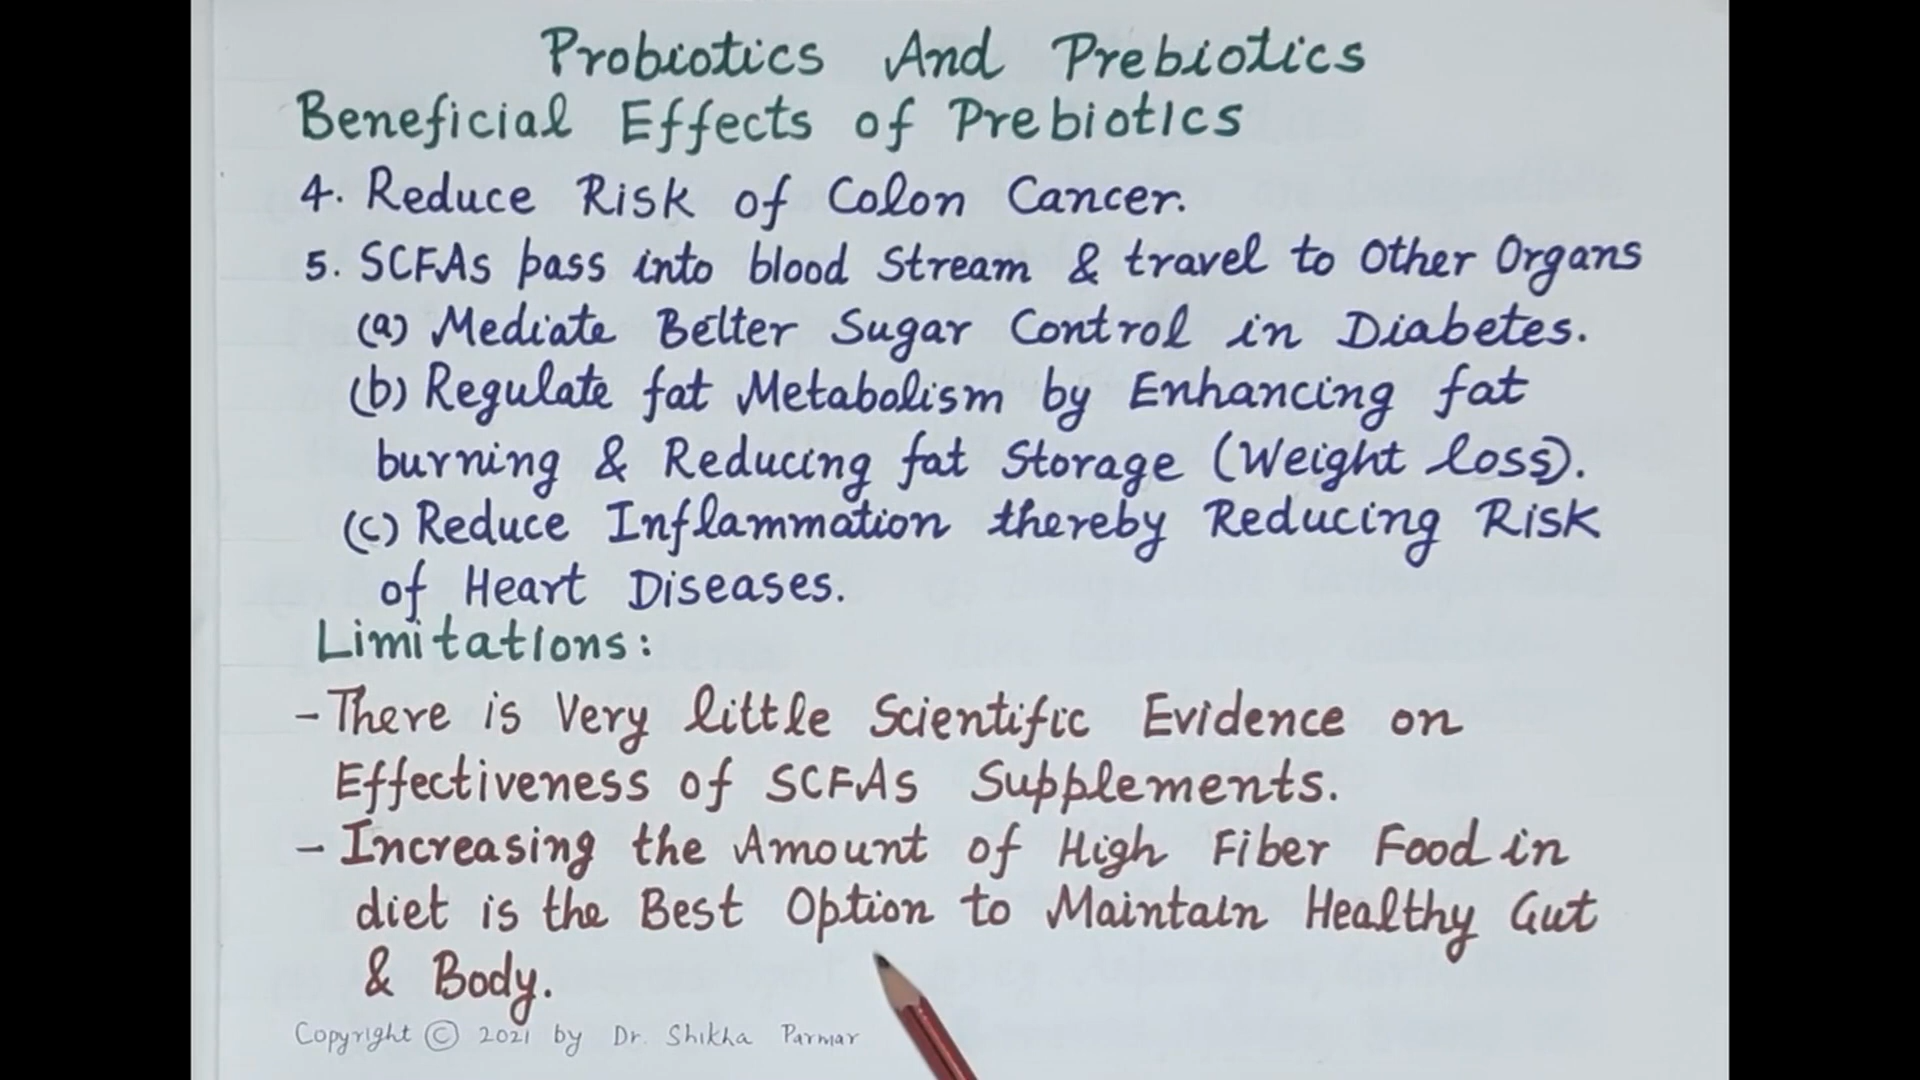 Probiotics And Prebiotics
Beneficial Effects of Prebiotics
4. Reduce Risk of Colon Cancer.
5. SCFAs pass into blood Stream & travel to Other Organs
(a) Mediate Better Sugar Control in Diabetes.
(b) Regulate fat Metabolism by Enhancing fat
burning & Reducing fat Storage (Weight loss).
(c) Reduce Inflammation thereby Reducing Risk
of Heart Diseases.
Limitations:
- There is Very little Scientific Evidence on
Effectiveness of SCFAs Supplements.
- Increasing the Amount of High Fiber Food in
diet is the Best Option to Maintain Healthy Gut
& Body.
Copyright © 2021 by Dr. Shikha Parmar